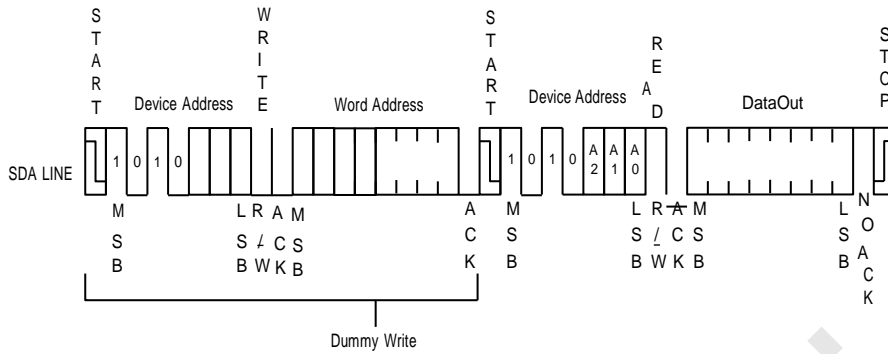 START WRITE START READ STOP
Device Address Word Address Device Address DataOut
SDA LINE 1 0 1 0 1 0 1 0 A2 A1 A0
MSB LSB R/W ACK MSB ACK MSB LSB R/W ACK MSB LSB NO ACK
Dummy Write